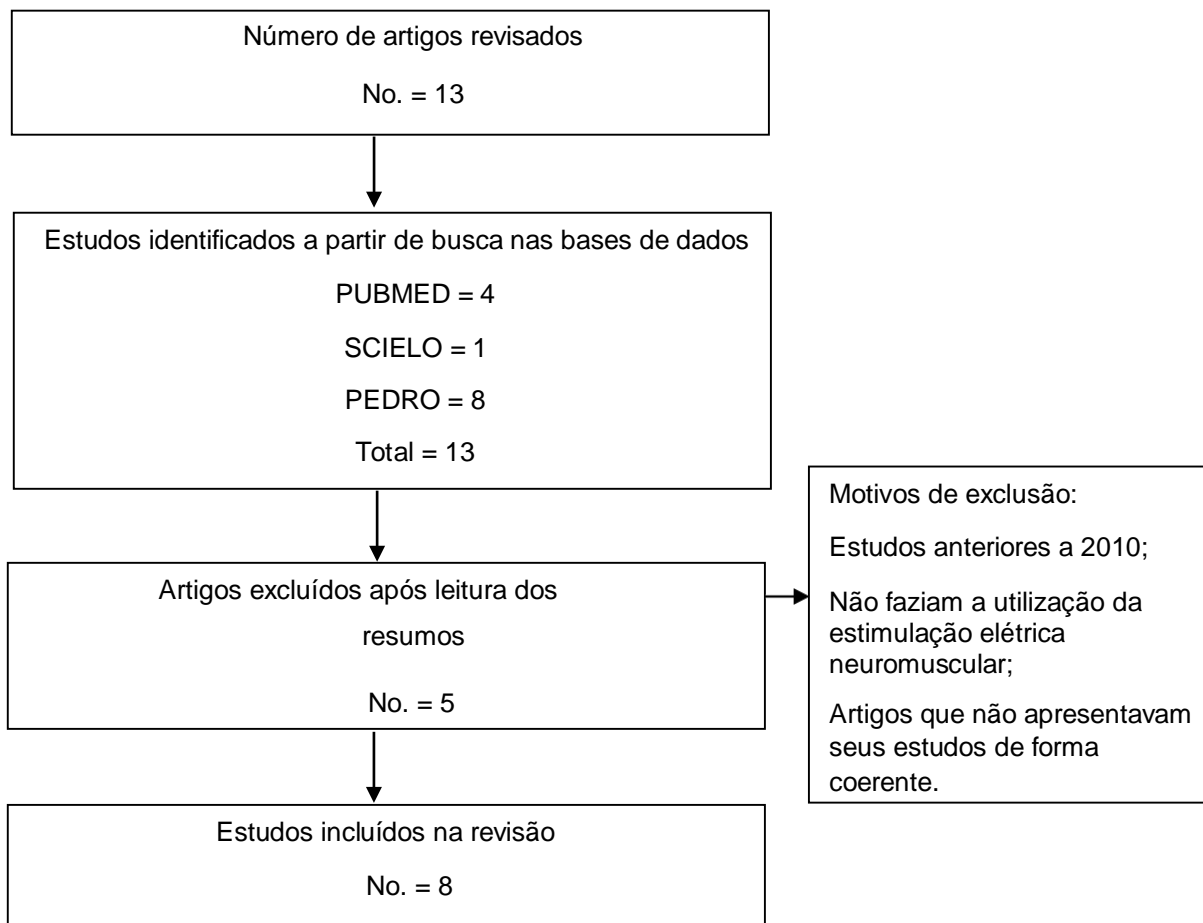 Número de artigos revisados
No. = 13
Estudos identificados a partir de busca nas bases de dados
PUBMED = 4
SCIELO = 1
PEDRO = 8
Total = 13
Artigos excluídos após leitura dos
resumos
No. = 5
Motivos de exclusão:
Estudos anteriores a 2010;
Não faziam a utilização da
estimulação elétrica
neuromuscular;
Artigos que não apresentavam
seus estudos de forma
coerente.
Estudos incluídos na revisão
No. = 8